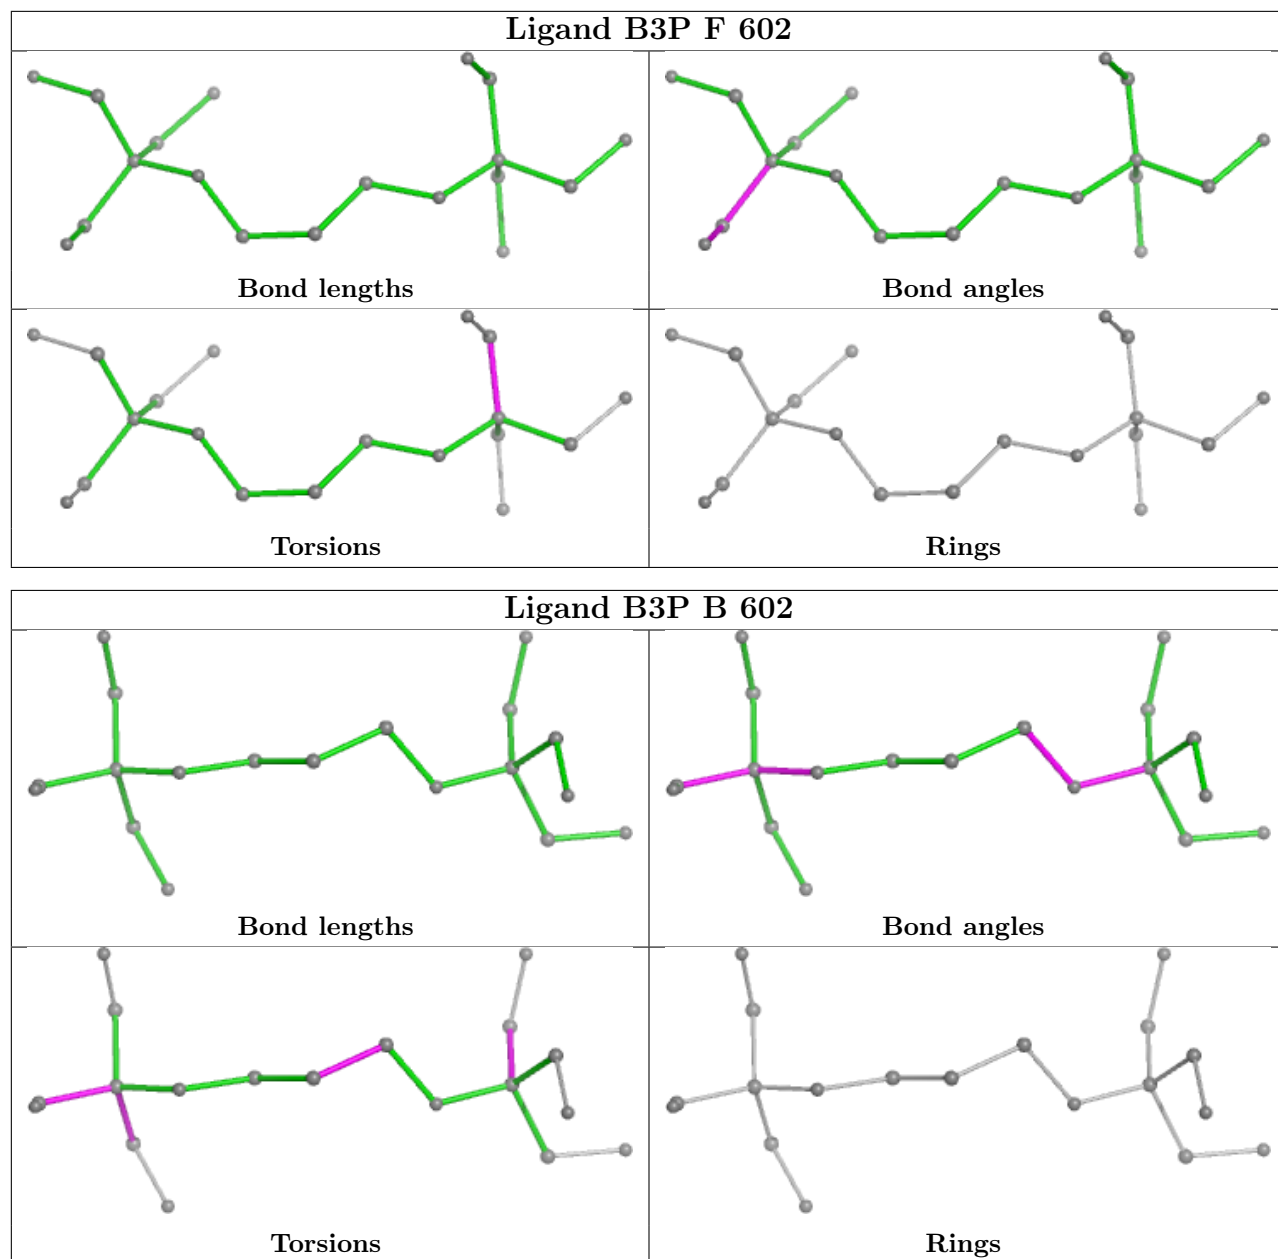 Ligand B3P F 602
Bond lengths
Bond angles
Torsions
Rings
Ligand B3P B 602
Bond lengths
Bond angles
Torsions
Rings